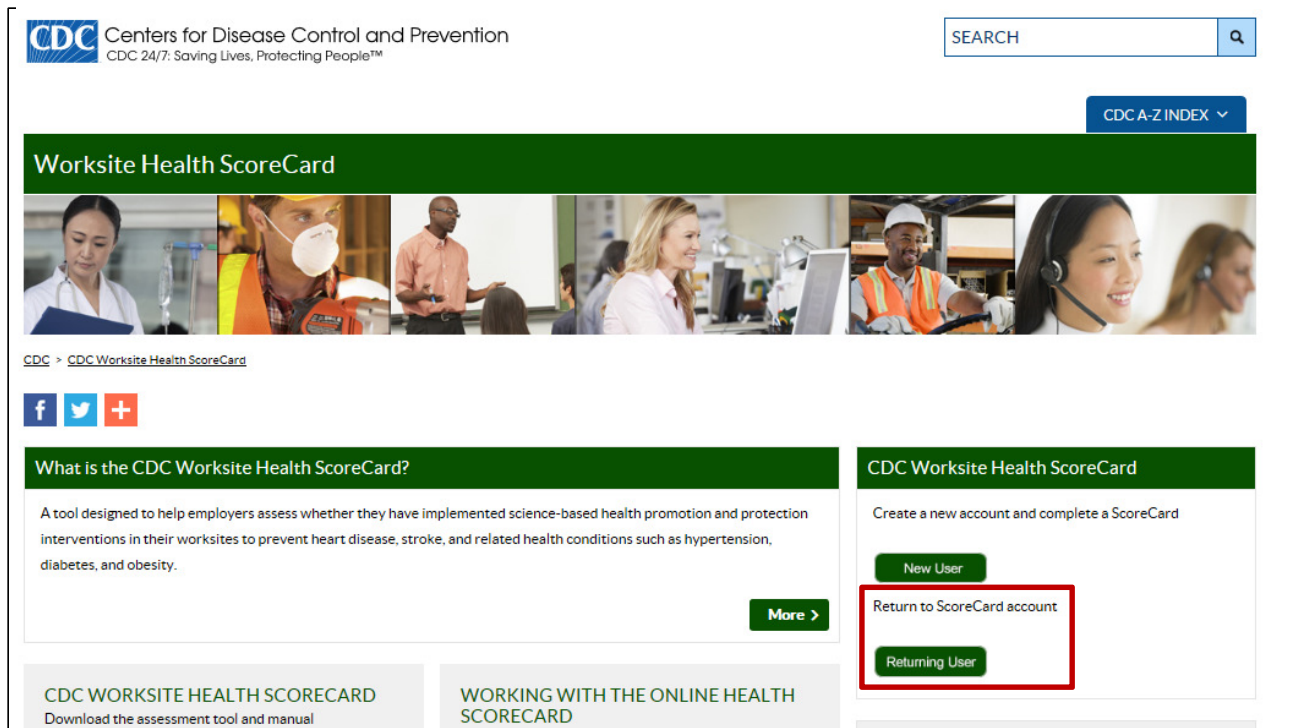 CDC Centers for Disease Control and Prevention
CDC 24/7: Saving Lives, Protecting People™
SEARCH
CDC A-Z INDEX
Worksite Health ScoreCard
CDC > CDC Worksite Health ScoreCard
f
What is the CDC Worksite Health ScoreCard?
A tool designed to help employers assess whether they have implemented science-based health promotion and protection
interventions in their worksites to prevent heart disease, stroke, and related health conditions such as hypertension,
diabetes, and obesity.
More >
CDC Worksite Health ScoreCard
Create a new account and complete a ScoreCard
New User
Return to ScoreCard account
Returning User
CDC WORKSITE HEALTH SCORECARD
Download the assessment tool and manual
WORKING WITH THE ONLINE HEALTH
SCORECARD